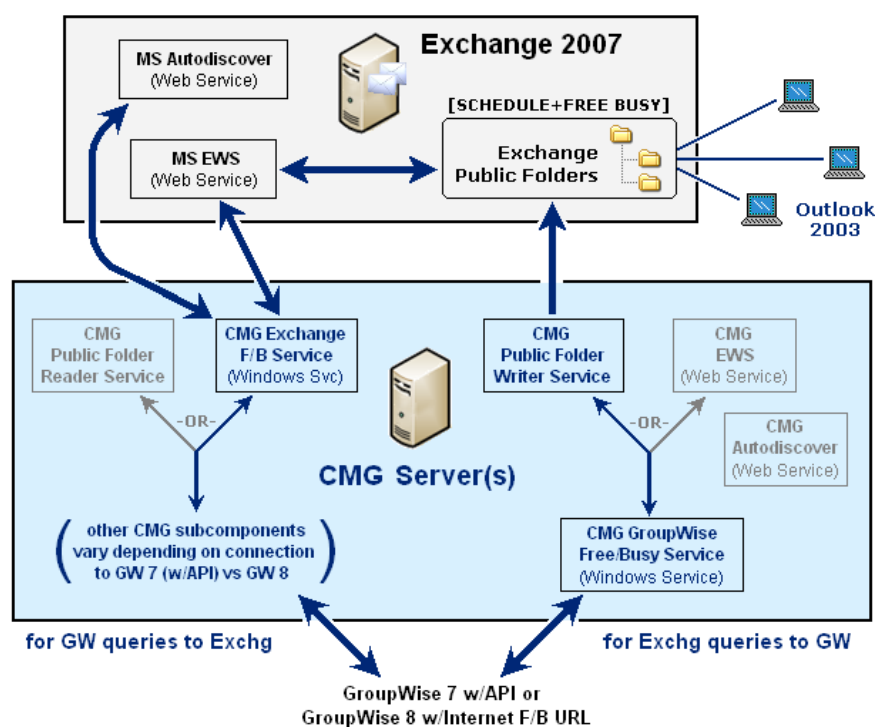 Exchange 2007
MS Autodiscover
(Web Service)
[SCHEDULE+FREE BUSY]
MS EWS
(Web Service)
Exchange
Public Folders
Outlook
2003
CMG
Public Folder
Reader Service
CMG Exchange
F/B Service
(Windows Svc)
CMG
Public Folder
Writer Service
CMG
EWS
(Web Service)
-OR-
-OR-
CMG
Autodiscover
(Web Service)
CMG Server(s)
other CMG subcomponents
vary depending on connection
to GW 7 (w/API) vs GW 8
CMG GroupWise
Free/Busy Service
(Windows Service)
for GW queries to Exchg
for Exchg queries to GW
GroupWise 7 w/API or
GroupWise 8 w/Internet F/B URL